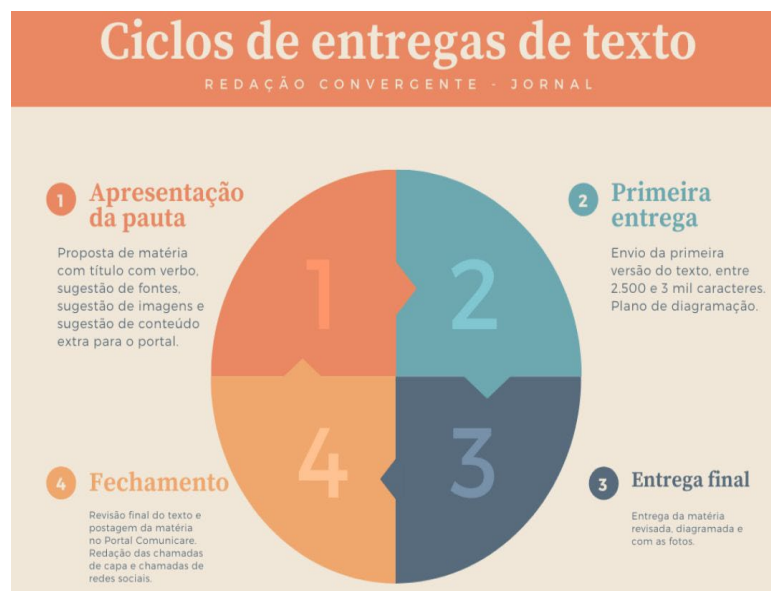 Ciclos de entregas de texto
REDAÇÃO CONVERGENTE - JORNAL
1 Apresentação
da pauta
Proposta de matéria
com título com verbo,
sugestão de fontes,
sugestão de imagens e
sugestão de conteúdo
extra para o portal.
2 Primeira
entrega
Envio da primeira
versão do texto, entre
2.500 e 3 mil caracteres.
Plano de diagramação.
1
2
4
3
4 Fechamento
Revisão final do texto e
postagem da matéria
no Portal Comunicare.
Redação das chamadas
de capa e chamadas de
redes sociais.
3 Entrega final
Entrega da matéria
revisada, diagramada e
com as fotos.